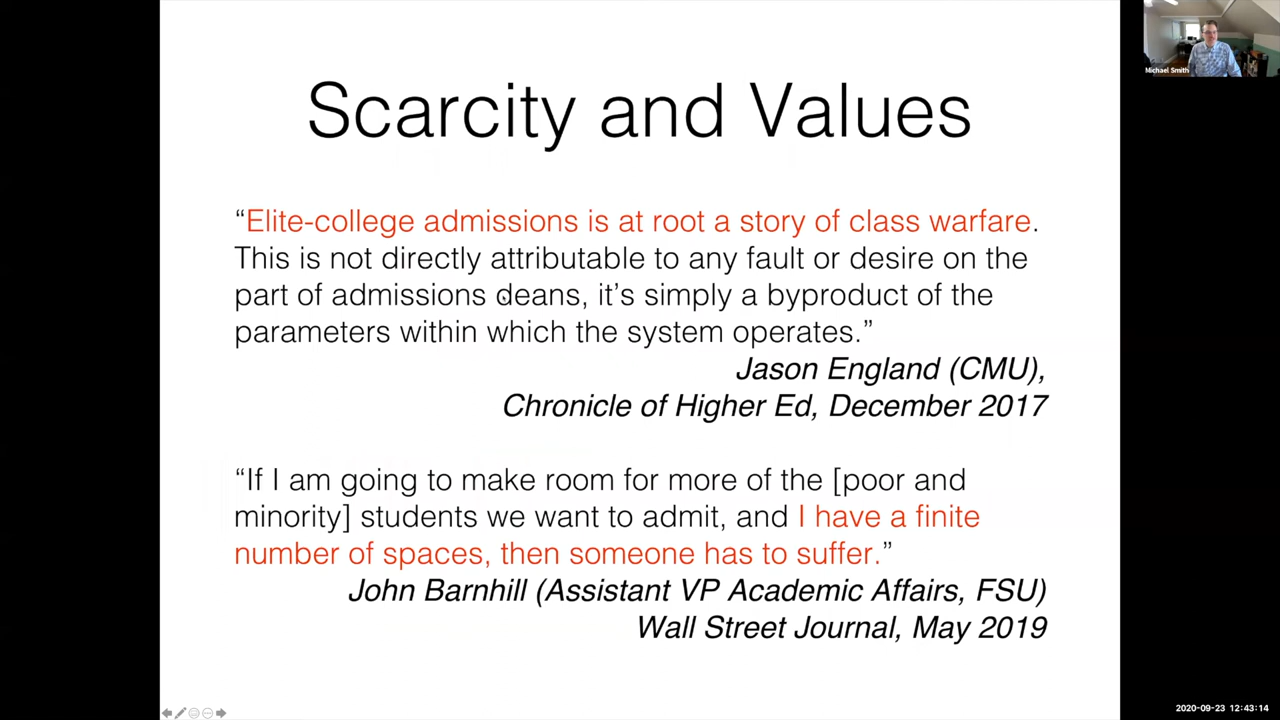 Scarcity and Values
“Elite-college admissions is at root a story of class warfare.
This is not directly attributable to any fault or desire on the
part of admissions deans, it’s simply a byproduct of the
parameters within which the system operates.”
Jason England (CMU),
Chronicle of Higher Ed, December 2017
“If I am going to make room for more of the [poor and
minority] students we want to admit, and I have a finite
number of spaces, then someone has to suffer.”
John Barnhill (Assistant VP Academic Affairs, FSU)
Wall Street Journal, May 2019
Michael Smith
2020-09-23 12:43:14